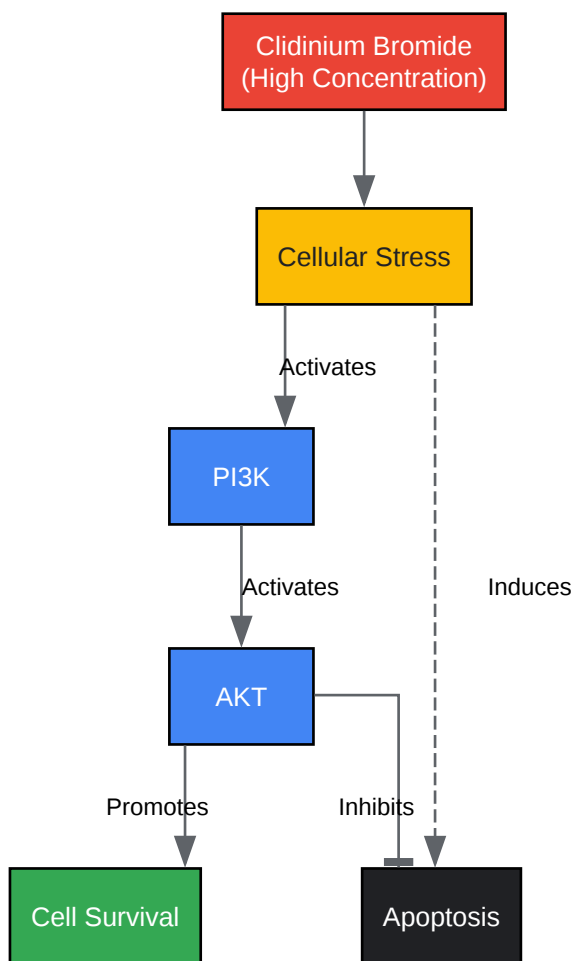 Clidinium Bromide
(High Concentration)
Cellular Stress
Activates
PI3K
Activates
Induces
AKT
Promotes
Inhibits
Cell Survival
Apoptosis